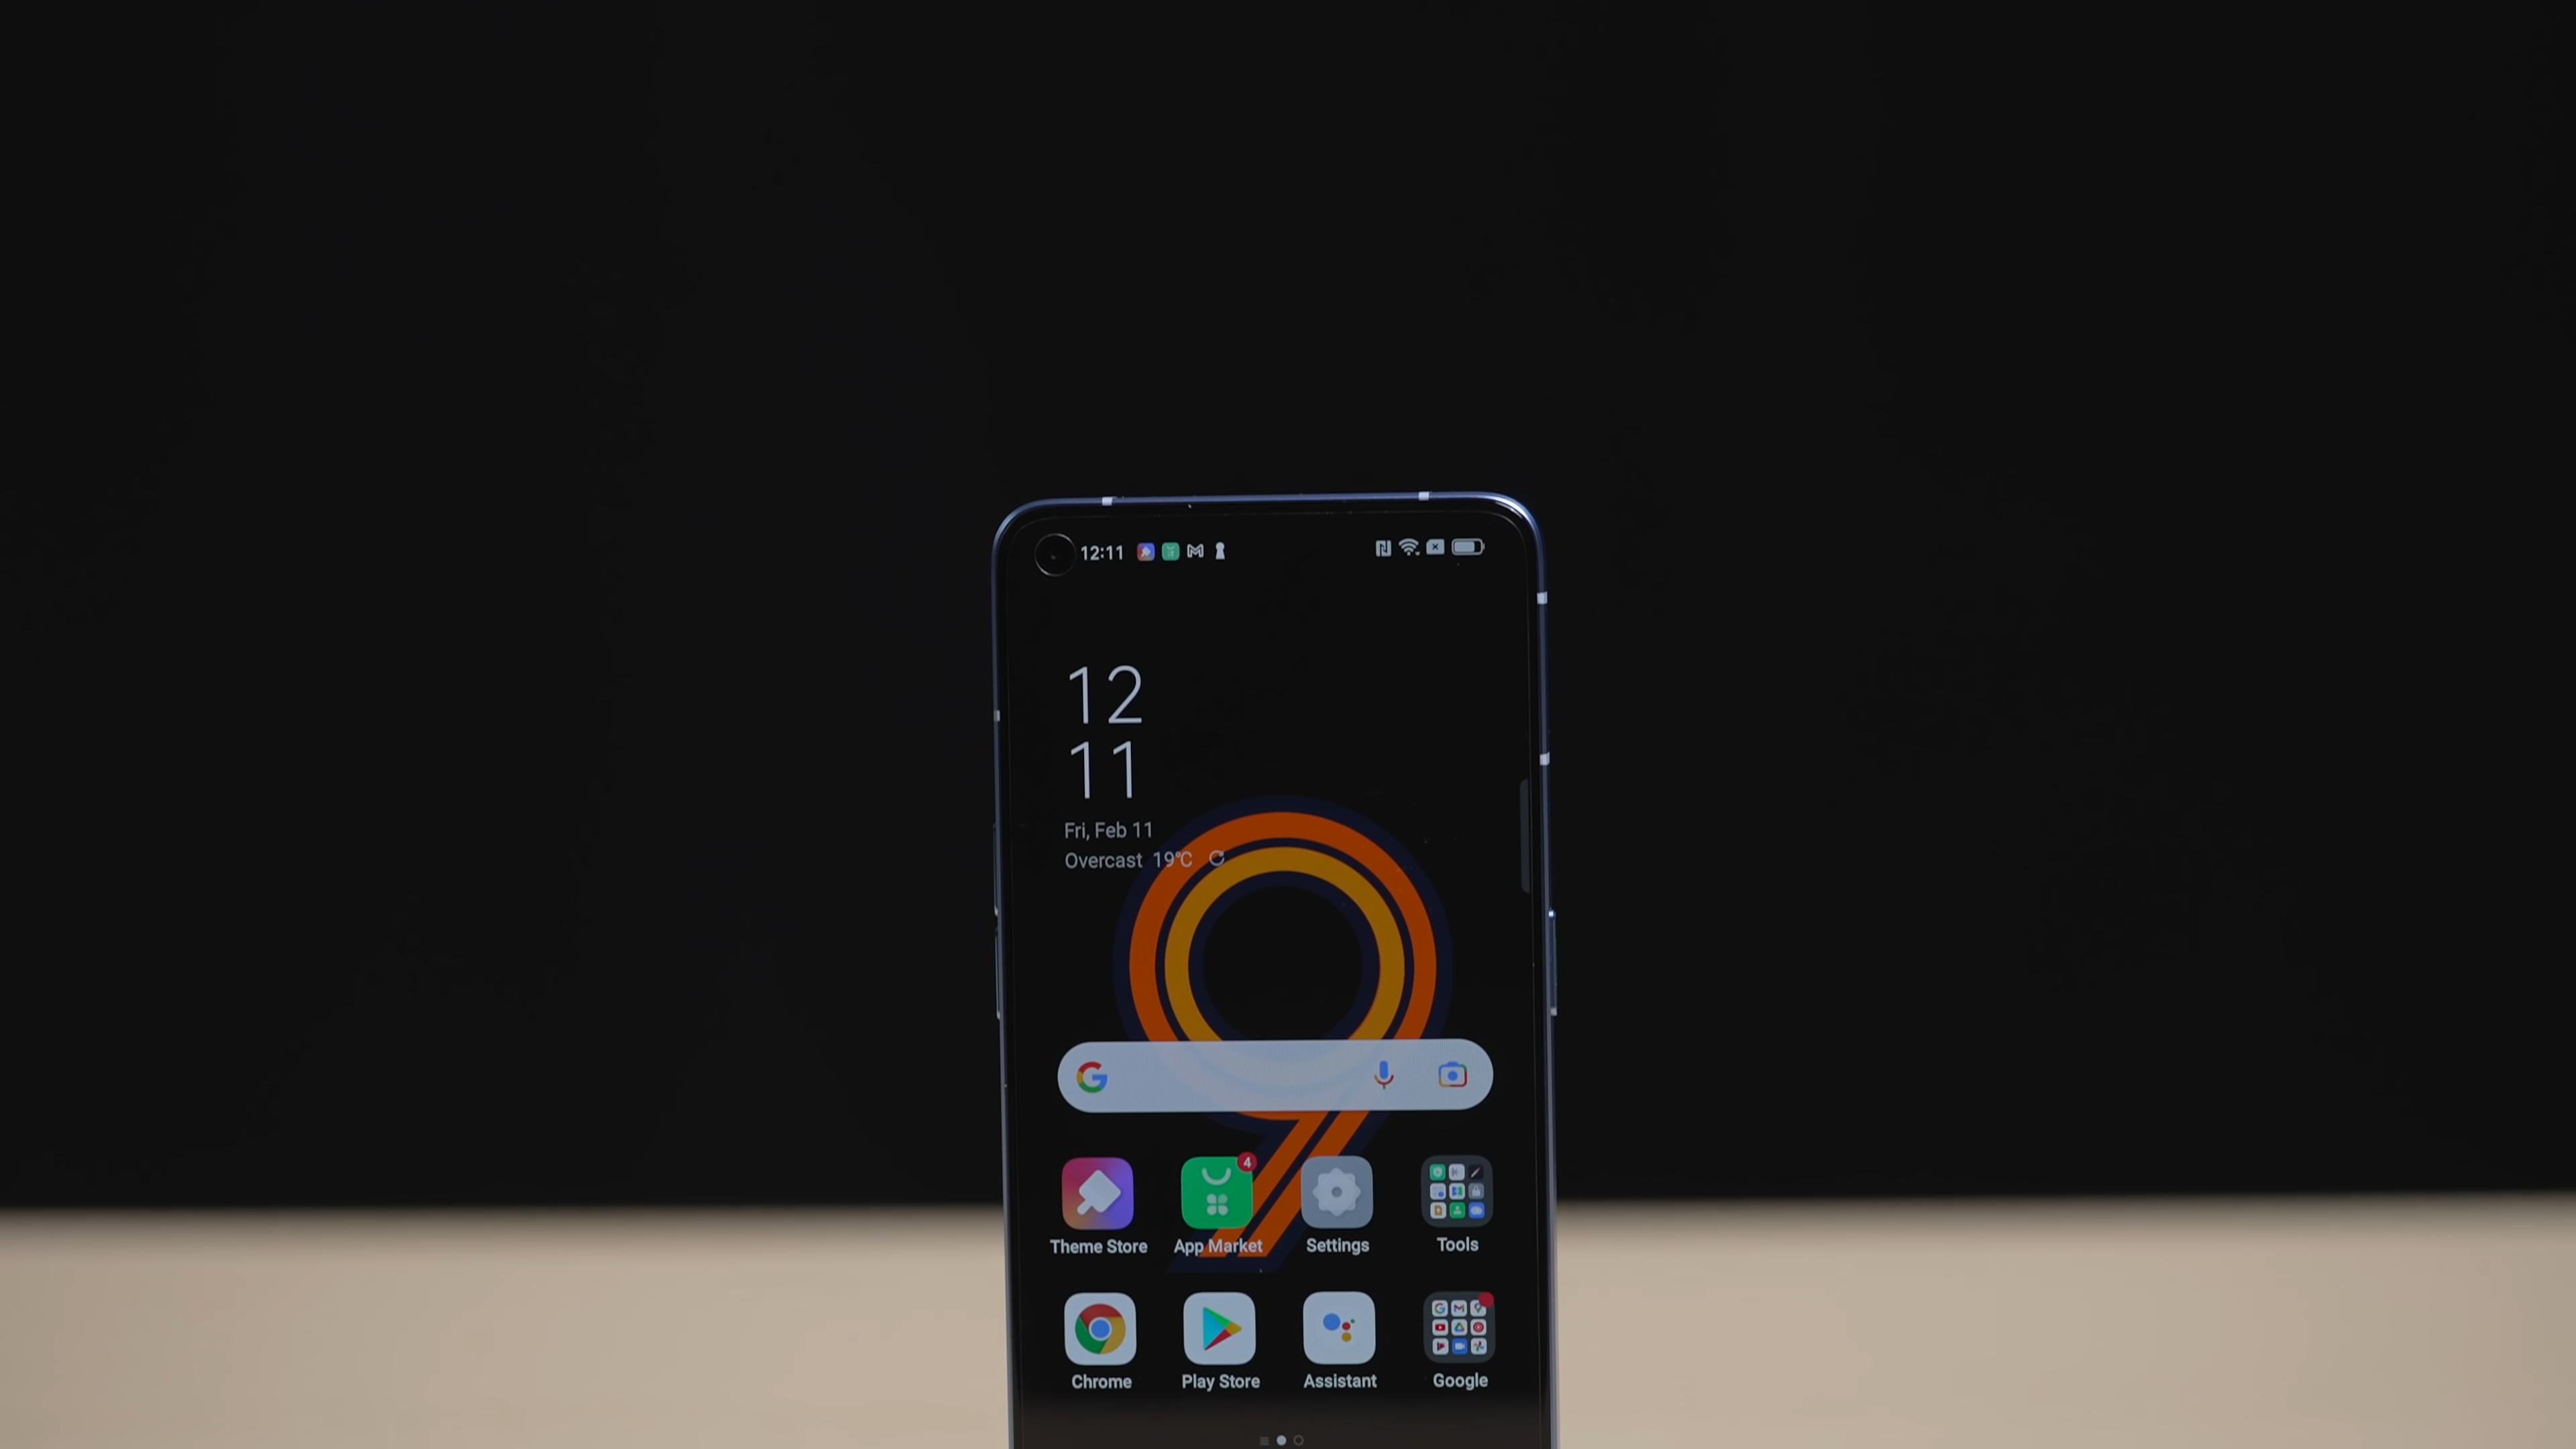 12:11
12
11
Fri, Feb 11
Overcast 19°C
4
Theme Store App Market Settings Tools
Chrome Play Store Assistant Google